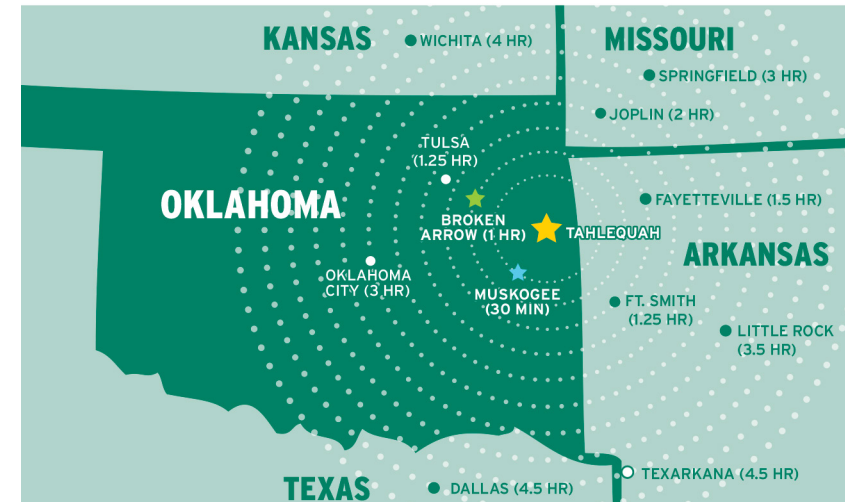 KANSAS
WICHITA (4 HR)
MISSOURI
SPRINGFIELD (3 HR)
JOPLIN (2 HR)
TULSA
(1.25 HR)
OKLAHOMA
BROKEN
ARROW (1 HR)
TAHLEQUAH
FAYETTEVILLE (1.5 HR)
ARKANSAS
OKLAHOMA
CITY (3 HR)
MUSKOGEE
(30 MIN)
FT. SMITH
(1.25 HR)
LITTLE ROCK
(3.5 HR)
TEXAS
DALLAS (4.5 HR)
TEXARKANA (4.5 HR)